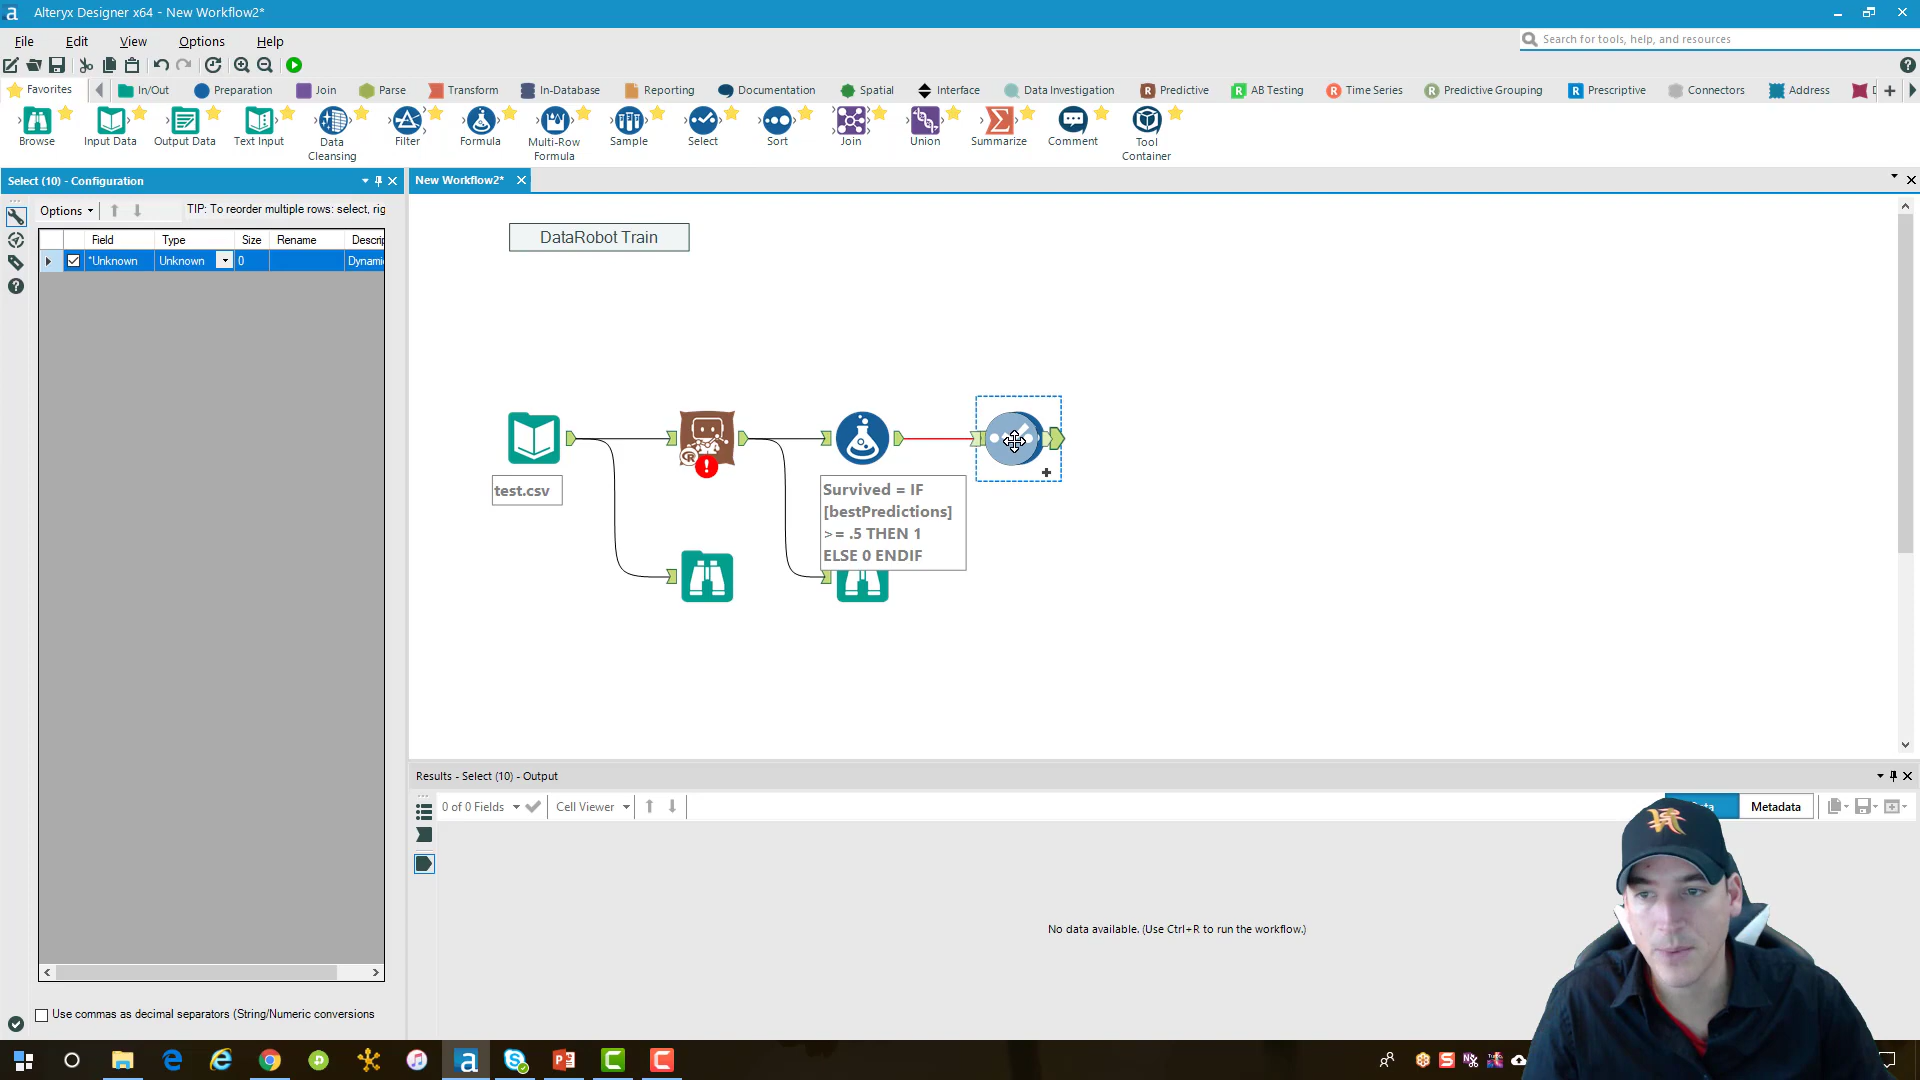 Alteryx Designer x64 - New Workflow2*
File Edit View Options Help
Search for tools, help, and resources
Favorites In/Out Preparation Join Parse Transform In-Database Reporting Documentation Spatial Interface Data Investigation Predictive AB Testing Time Series Predictive Grouping Prescriptive Connectors Address
Browse Input Data Output Data Text Input Data Cleansing Filter Formula Multi-Row Formula Sample Select Sort Join Union Summarize Comment Tool Container
Select (10) - Configuration
New Workflow2*
Options
TIP: To reorder multiple rows: select, rig
Field Type Size Rename Descrip
*Unknown Unknown 0 Dynami
DataRobot Train
test.csv
Survived = IF
[bestPredictions]
>= .5 THEN 1
ELSE 0 ENDIF
Results - Select (10) - Output
0 of 0 Fields Cell Viewer
Metadata
No data available. (Use Ctrl+R to run the workflow.)
Use commas as decimal separators (String/Numeric conversions